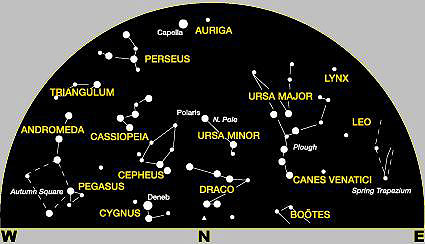 Capella
AURIGA
PERSEUS
LYNX
TRIANGULUM
URSA MAJOR
Polaris
N. Pole
LEO
ANDROMEDA
CASSIOPEIA
URSA MINOR
Plough
CEPHEUS
CANES VENATICI
Autumn Square
PEGASUS
Deneb
DRACO
Spring Trapezium
CYGNUS
BOÖTES
W
N
E